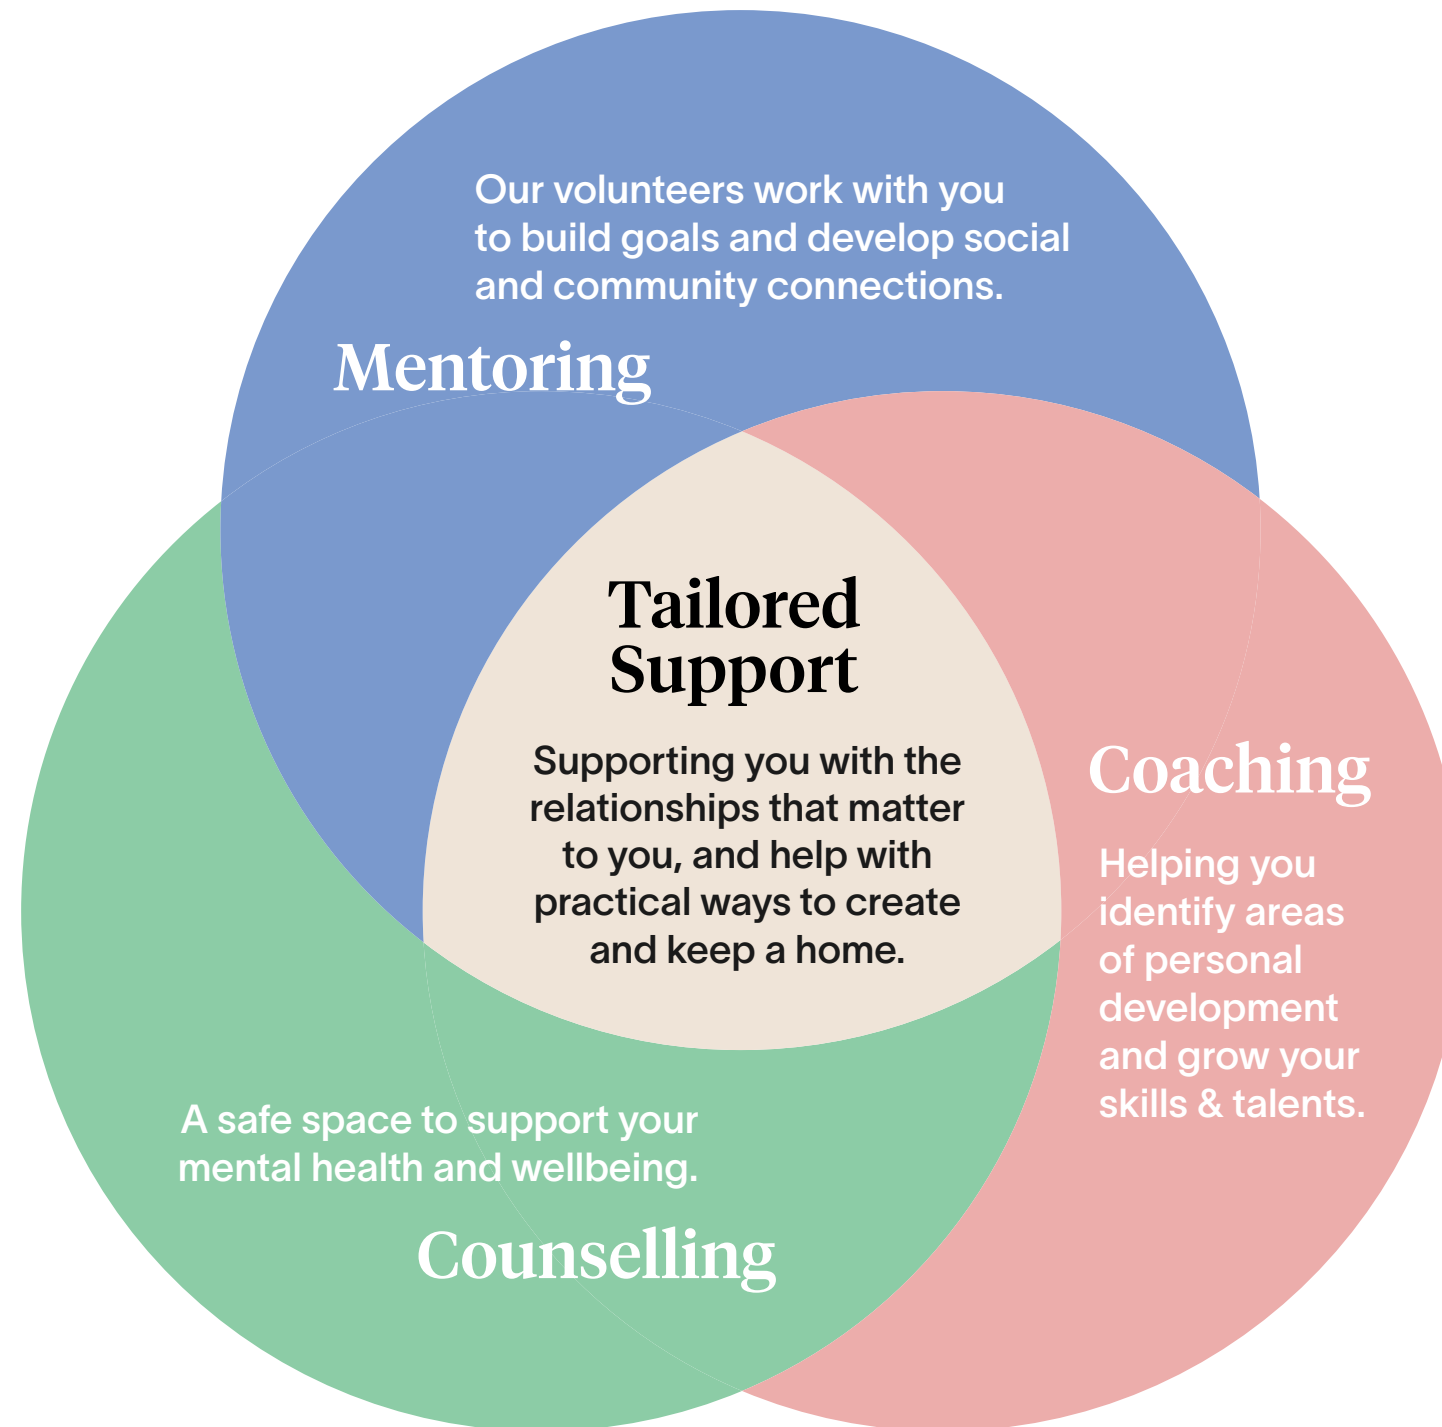 Our volunteers work with you
to build goals and develop social
and community connections.
Mentoring
Tailored
Support
Supporting you with the
relationships that matter
to you, and help with
practical ways to create
and keep a home.
Coaching
Helping you
identify areas
of personal
development
and grow your
skills & talents.
A safe space to support your
mental health and wellbeing.
Counselling